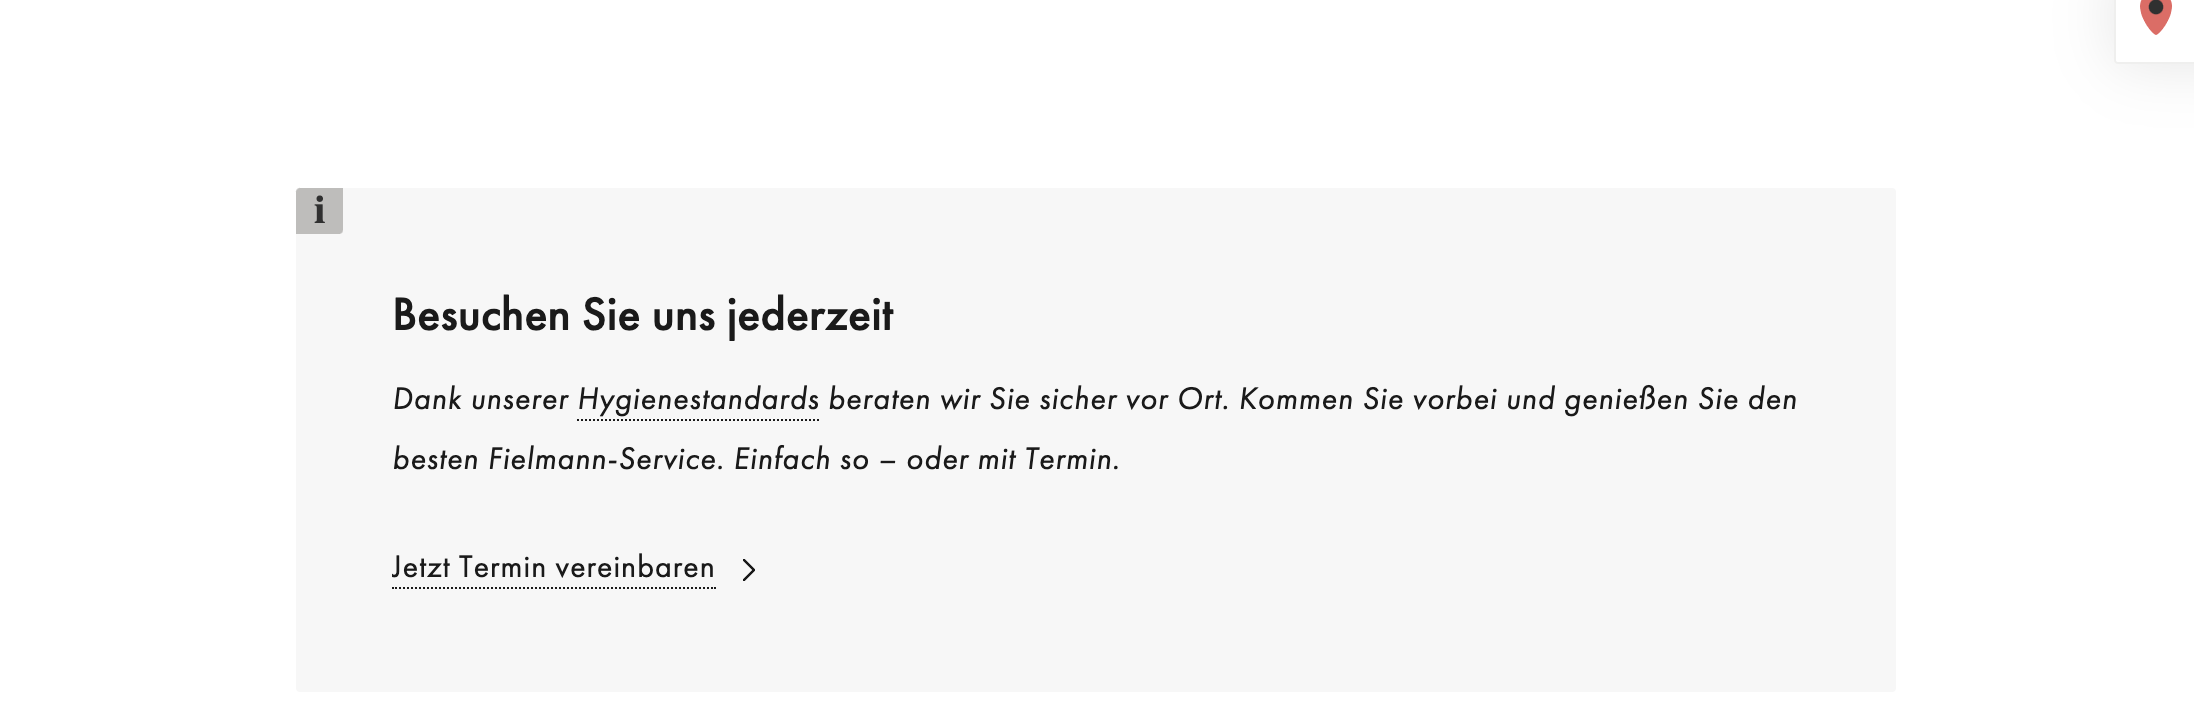 i
Besuchen Sie uns jederzeit
Dank unserer Hygienestandards beraten wir Sie sicher vor Ort. Kommen Sie vorbei und genießen Sie den
besten Fielmann-Service. Einfach so – oder mit Termin.
Jetzt Termin vereinbaren